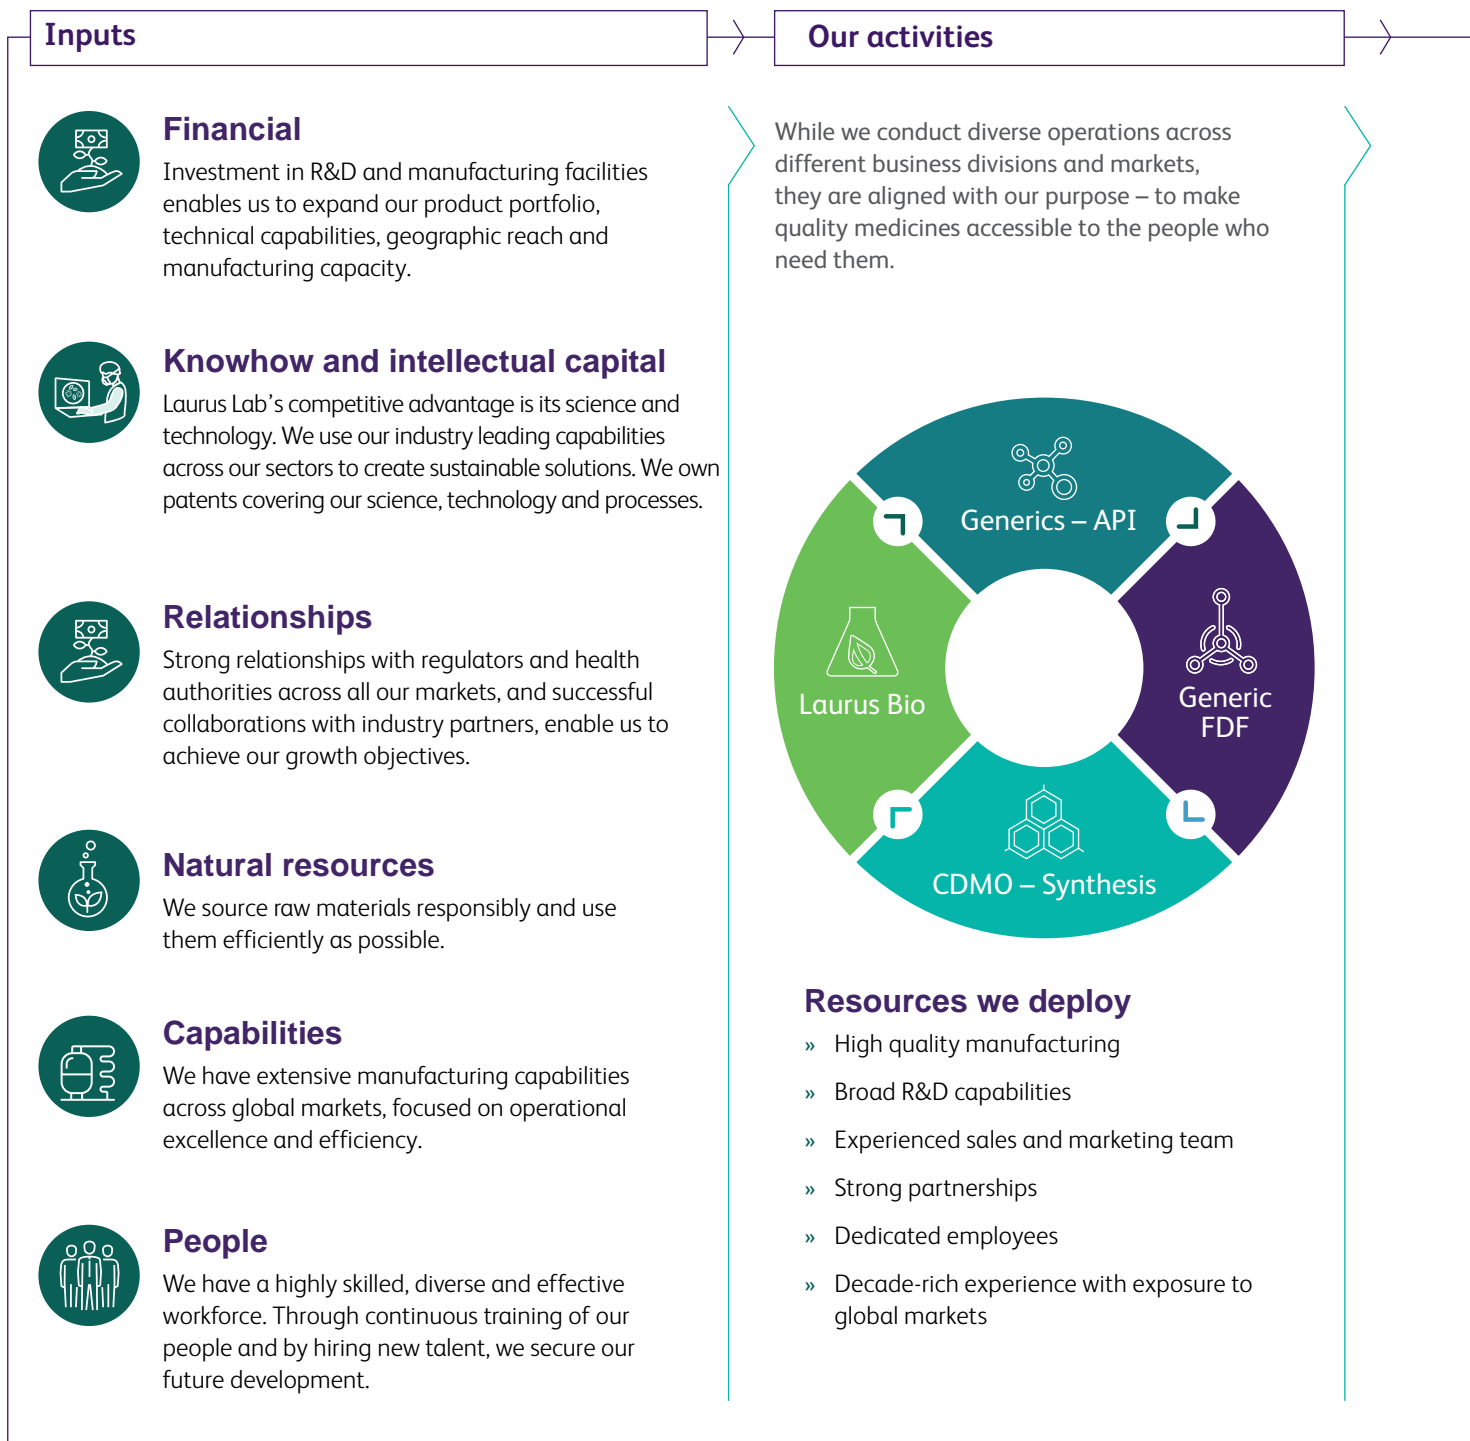 Inputs
Financial
Investment in R&D and manufacturing facilities
enables us to expand our product portfolio,
technical capabilities, geographic reach and
manufacturing capacity.
Knowhow and intellectual capital
Laurus Lab’s competitive advantage is its science and
technology. We use our industry leading capabilities
across our sectors to create sustainable solutions. We own
patents covering our science, technology and processes.
Relationships
Strong relationships with regulators and health
authorities across all our markets, and successful
collaborations with industry partners, enable us to
achieve our growth objectives.
Natural resources
We source raw materials responsibly and use
them efficiently as possible.
Capabilities
We have extensive manufacturing capabilities
across global markets, focused on operational
excellence and efficiency.
People
We have a highly skilled, diverse and effective
workforce. Through continuous training of our
people and by hiring new talent, we secure our
future development.
Our activities
While we conduct diverse operations across
different business divisions and markets,
they are aligned with our purpose – to make
quality medicines accessible to the people who
need them.
Generics – API
Generic
FDF
CDMO – Synthesis
Laurus Bio
Resources we deploy
» High quality manufacturing
» Broad R&D capabilities
» Experienced sales and marketing team
» Strong partnerships
» Dedicated employees
» Decade-rich experience with exposure to
global markets